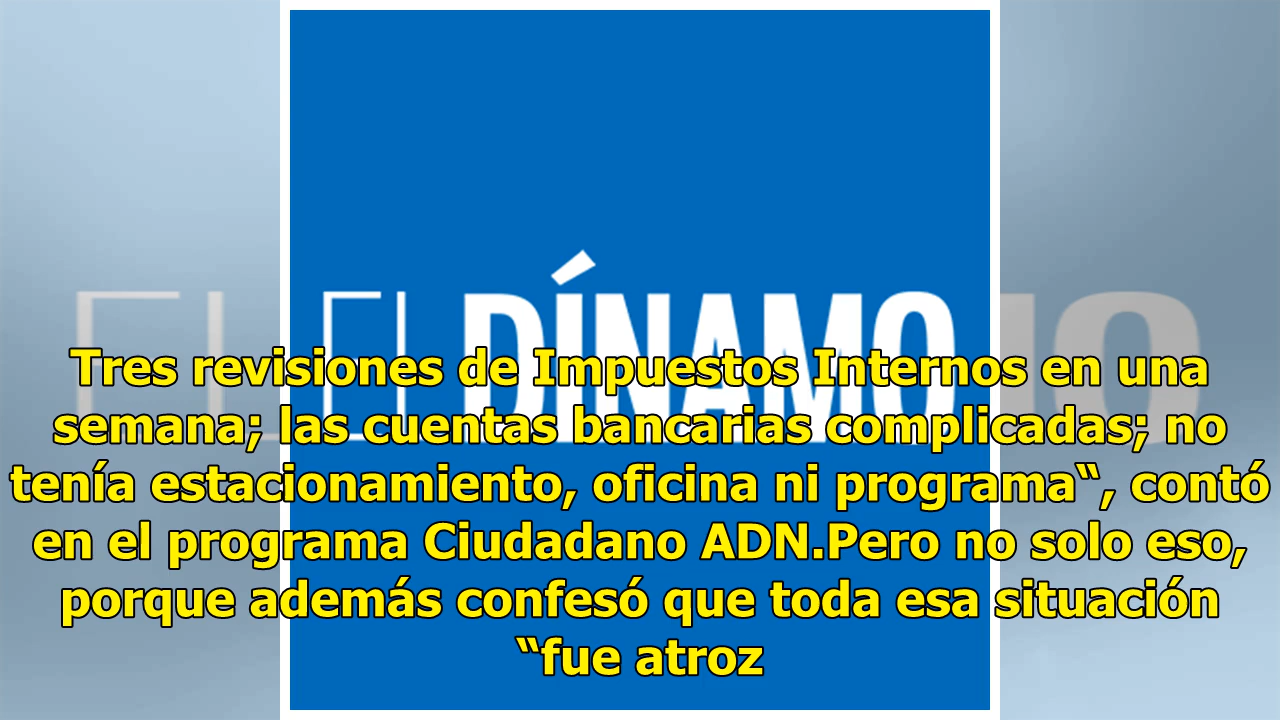 EL DÍNAMO
Tres revisiones de Impuestos Internos en una
semana; las cuentas bancarias complicadas; no
tenía estacionamiento, oficina ni programa“, contó
en el programa Ciudadano ADN.Pero no solo eso,
porque además confesó que toda esa situación
“fue atroz